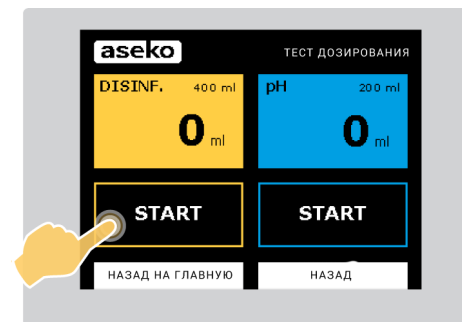 aseko ТЕСТ ДОЗИРОВАНИЯ
DISINF. 400 ml
0 ml
pH 200 ml
0 ml
START
START
НАЗАД НА ГЛАВНУЮ
НАЗАД